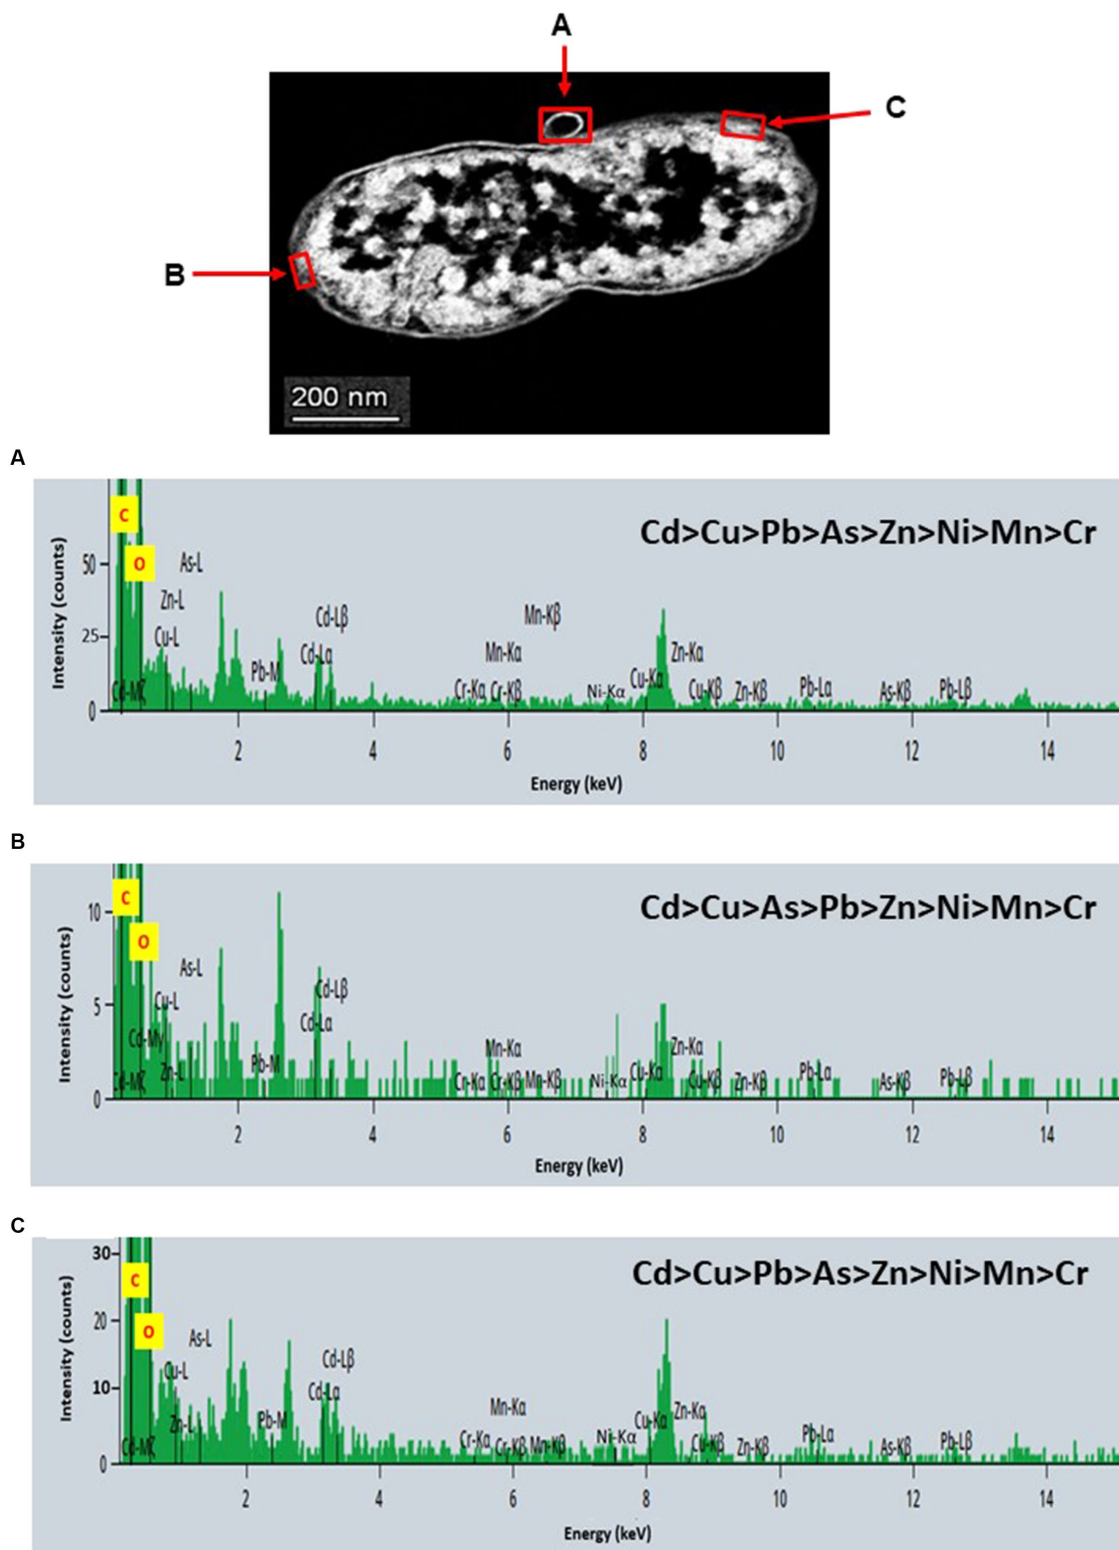 A
C
B
200 nm
A
Cd>Cu>Pb>As>Zn>Ni>Mn>Cr
C
O
As-L
Zn-L
Cu-L
Cd-Mζ
Pb-M
Cd-Lβ
Cd-Lα
Mn-Kβ
Mn-Kα
Cr-Kα
Cr-Kβ
Ni-Kα
Cu-Kα
Zn-Kα
Cu-Kβ
Zn-Kβ
Pb-Lα
As-Kβ
Pb-Lβ
Intensity (counts)
50
25
0
2 4 6 8 10 12 14
Energy (keV)
B
Cd>Cu>As>Pb>Zn>Ni>Mn>Cr
C
O
As-L
Cu-L
Cd-Mγ
Cd-Mζ
Zn-L
Pb-M
Cd-Lβ
Cd-Lα
Mn-Kα
Cr-Kα
Cr-Kβ
Mn-Kβ
Ni-Kα
Cu-Kα
Zn-Kα
Cu-Kβ
Zn-Kβ
Pb-Lα
As-Kβ
Pb-Lβ
Intensity (counts)
10
5
0
2 4 6 8 10 12 14
Energy (keV)
C
Cd>Cu>Pb>As>Zn>Ni>Mn>Cr
C
O
As-L
Cu-L
Zn-L
Cd-Mζ
Pb-M
Cd-Lβ
Cd-Lα
Mn-Kα
Cr-Kα
Cr-Kβ
Mn-Kβ
Ni-Kα
Cu-Kα
Zn-Kα
Cu-Kβ
Zn-Kβ
Pb-Lα
As-Kβ
Pb-Lβ
Intensity (counts)
30
20
10
0
2 4 6 8 10 12 14
Energy (keV)